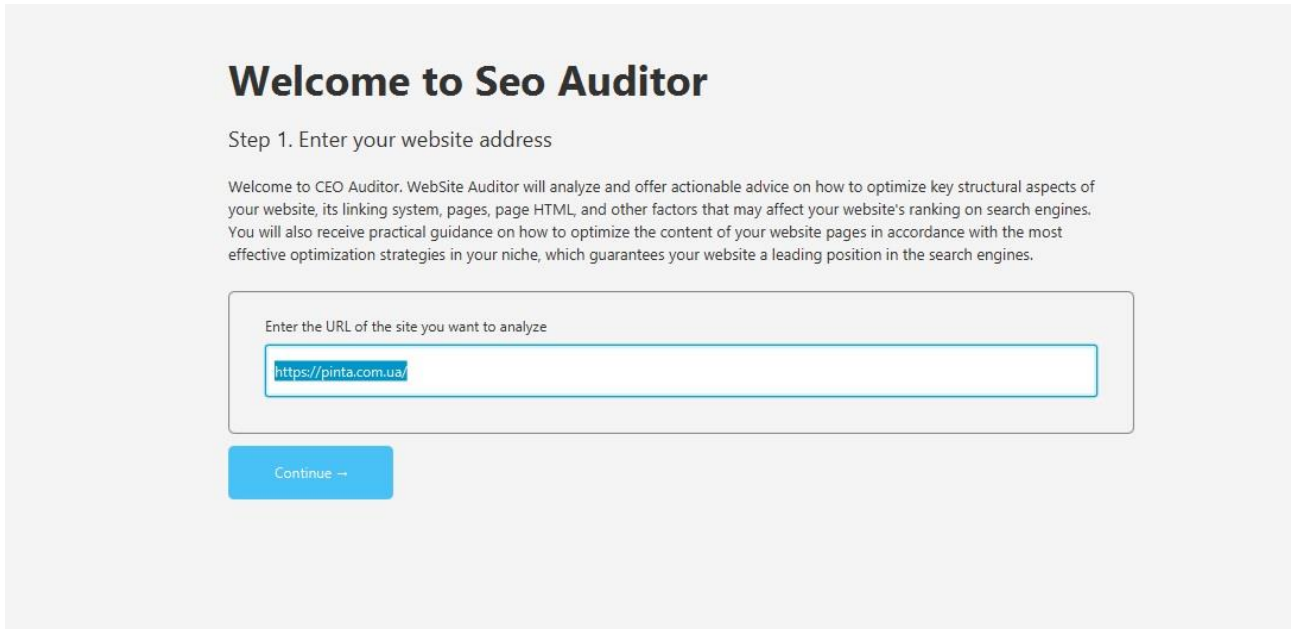 Welcome to Seo Auditor
Step 1. Enter your website address
Welcome to CEO Auditor. WebSite Auditor will analyze and offer actionable advice on how to optimize key structural aspects of
your website, its linking system, pages, page HTML, and other factors that may affect your website's ranking on search engines.
You will also receive practical guidance on how to optimize the content of your website pages in accordance with the most
effective optimization strategies in your niche, which guarantees your website a leading position in the search engines.
Enter the URL of the site you want to analyze
https://pinta.com.ua/
Continue →